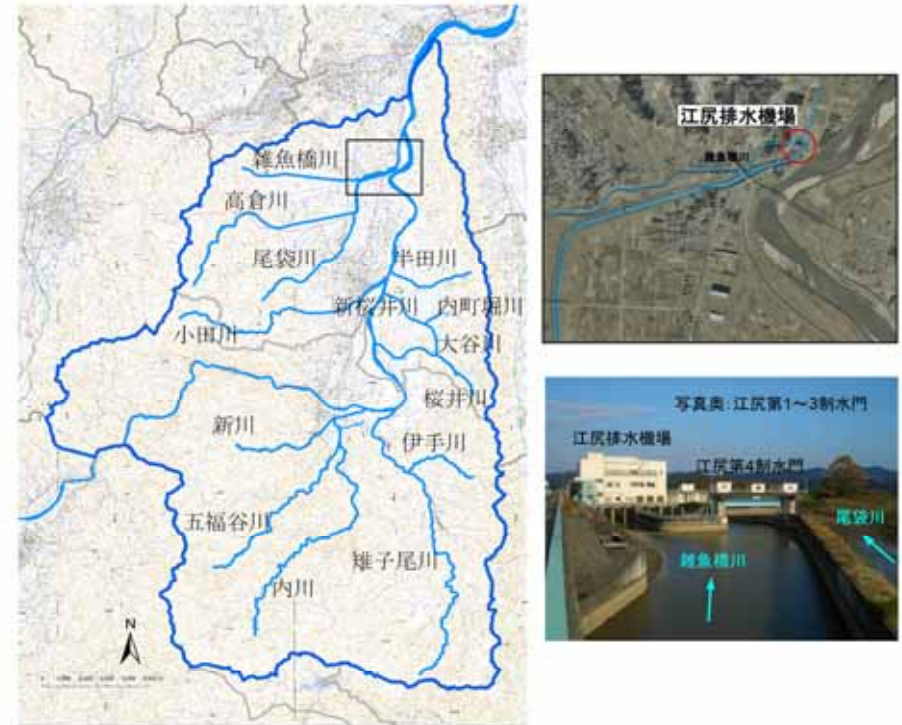 雑魚橋川
高倉川
尾袋川
半田川
新桜井川
内町堀川
小田川
大谷川
桜井川
新川
伊手川
五福谷川
雉子尾川
内川
N
江尻排水機場
雑魚橋川
写真奥:江尻第1～3制水門
江尻排水機場
江尻第4制水門
尾袋川
雑魚橋川